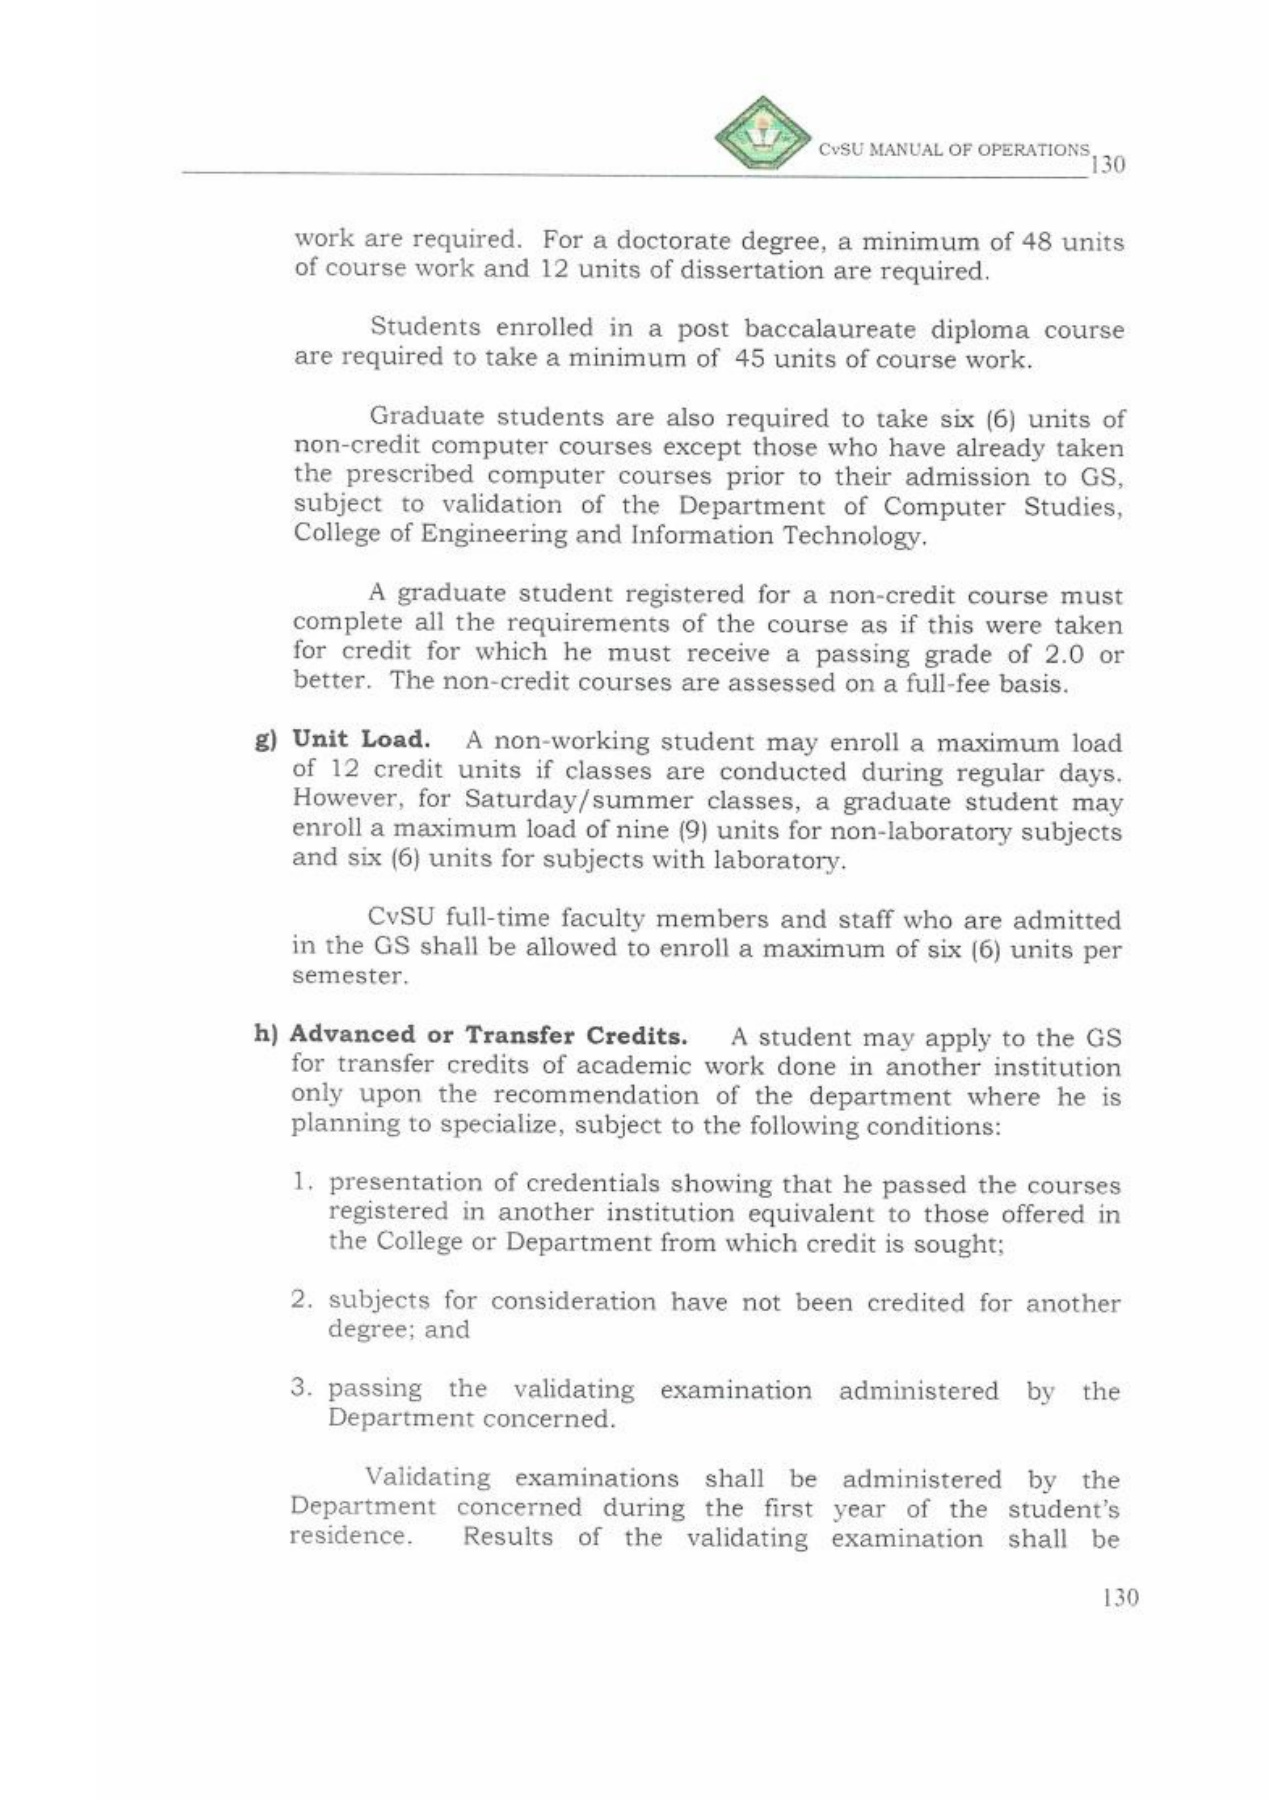 CvSU MANUAL OF OPERATIONS
130
work are required. For a doctorate degree, a minimum of 48 units
of course work and 12 units of dissertation are required.
Students enrolled in a post baccalaureate diploma course
are required to take a minimum of 45 units of course work.
Graduate students are also required to take six (6) units of
non-credit computer courses except those who have already taken
the prescribed computer courses prior to their admission to GS,
subject to validation of the Department of Computer Studies,
College of Engineering and Information Technology.
A graduate student registered for a non-credit course must
complete all the requirements of the course as if this were taken
for credit for which he must receive a passing grade of 2.0 or
better. The non-credit courses are assessed on a full-fee basis.
g) Unit Load. A non-working student may enroll a maximum load
of 12 credit units if classes are conducted during regular days.
However, for Saturday/summer classes, a graduate student may
enroll a maximum load of nine (9) units for non-laboratory subjects
and six (6) units for subjects with laboratory.
CvSU full-time faculty members and staff who are admitted
in the GS shall be allowed to enroll a maximum of six (6) units per
semester.
h) Advanced or Transfer Credits. A student may apply to the GS
for transfer credits of academic work done in another institution
only upon the recommendation of the department where he is
planning to specialize, subject to the following conditions:
1. presentation of credentials showing that he passed the courses
registered in another institution equivalent to those offered in
the College or Department from which credit is sought;
2. subjects for consideration have not been credited for another
degree; and
3. passing the validating examination administered by the
Department concerned.
Validating examinations shall be administered by the
Department concerned during the first year of the student's
residence. Results of the validating examination shall be
130